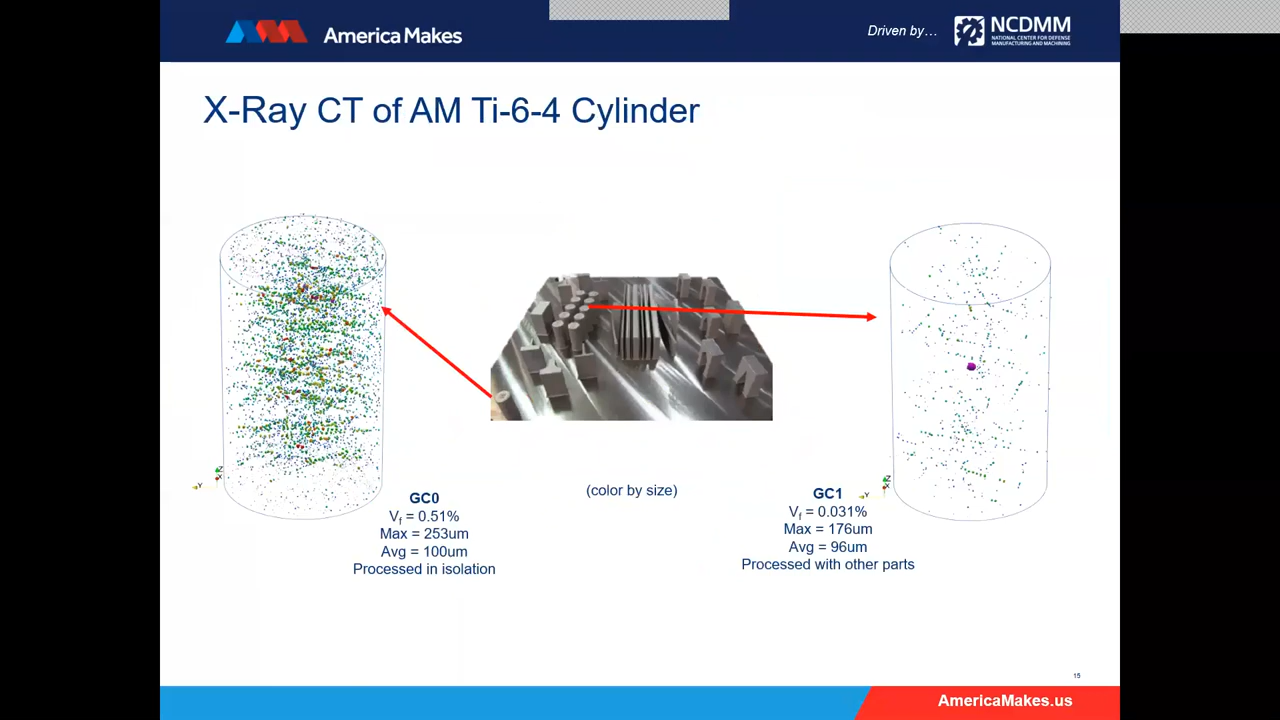 America Makes
Driven by…
NCDMM
NATIONAL CENTER FOR DEFENSE
MANUFACTURING AND MACHINING
X-Ray CT of AM Ti-6-4 Cylinder
(color by size)
GC0
Vf = 0.51%
Max = 253um
Avg = 100um
Processed in isolation
GC1
Vf = 0.031%
Max = 176um
Avg = 96um
Processed with other parts
15
AmericaMakes.us